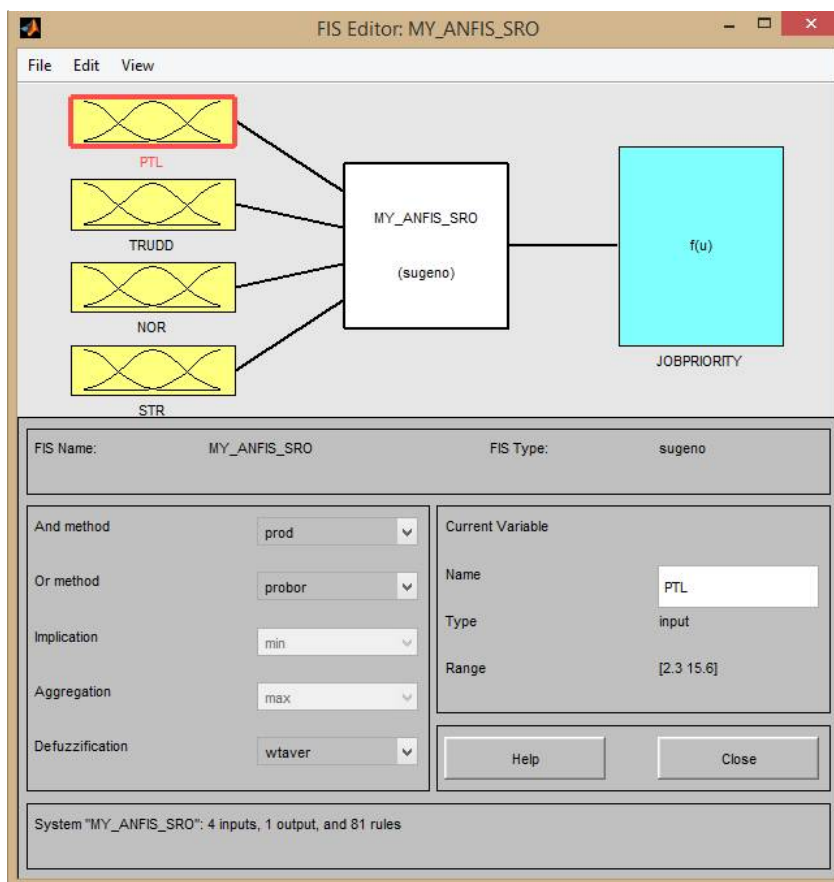 FIS Editor: MY_ANFIS_SRO
File Edit View
PTL
TRUDD
NOR
STR
MY_ANFIS_SRO
(sugeno)
f(u)
JOBPRIORITY
FIS Name: MY_ANFIS_SRO FIS Type: sugeno
And method prod
Or method probor
Implication min
Aggregation max
Defuzzification wtaver
Current Variable
Name PTL
Type input
Range [2.3 15.6]
Help Close
System "MY_ANFIS_SRO": 4 inputs, 1 output, and 81 rules